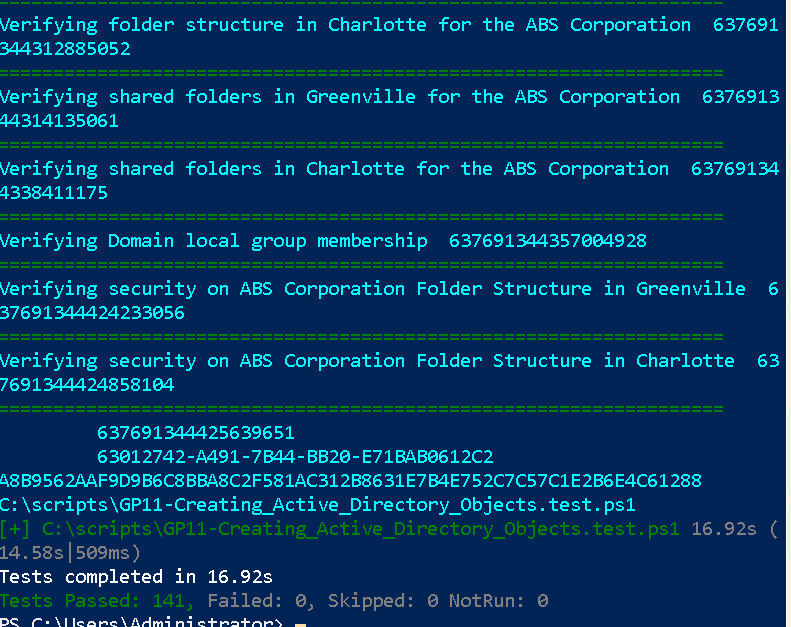 ===================================================================
Verifying folder structure in Charlotte for the ABS Corporation  637691
344312885052
===================================================================
Verifying shared folders in Greenville for the ABS Corporation  6376913
44314135061
===================================================================
Verifying shared folders in Charlotte for the ABS Corporation  63769134
4338411175
===================================================================
Verifying Domain local group membership  637691344357004928
===================================================================
Verifying security on ABS Corporation Folder Structure in Greenville  6
37691344424233056
===================================================================
Verifying security on ABS Corporation Folder Structure in Charlotte  63
7691344424858104
===================================================================
637691344425639651
63012742-A491-7B44-BB20-E71BAB0612C2
A8B9562AAF9D9B6C8BBA8C2F581AC312B8631E7B4E752C7C57C1E2B6E4C61288
C:\scripts\GP11-Creating_Active_Directory_Objects.test.ps1
[+] C:\scripts\GP11-Creating_Active_Directory_Objects.test.ps1 16.92s (
14.58s|509ms)
Tests completed in 16.92s
Tests Passed: 141, Failed: 0, Skipped: 0 NotRun: 0
PS C:\Users\Administrator> _